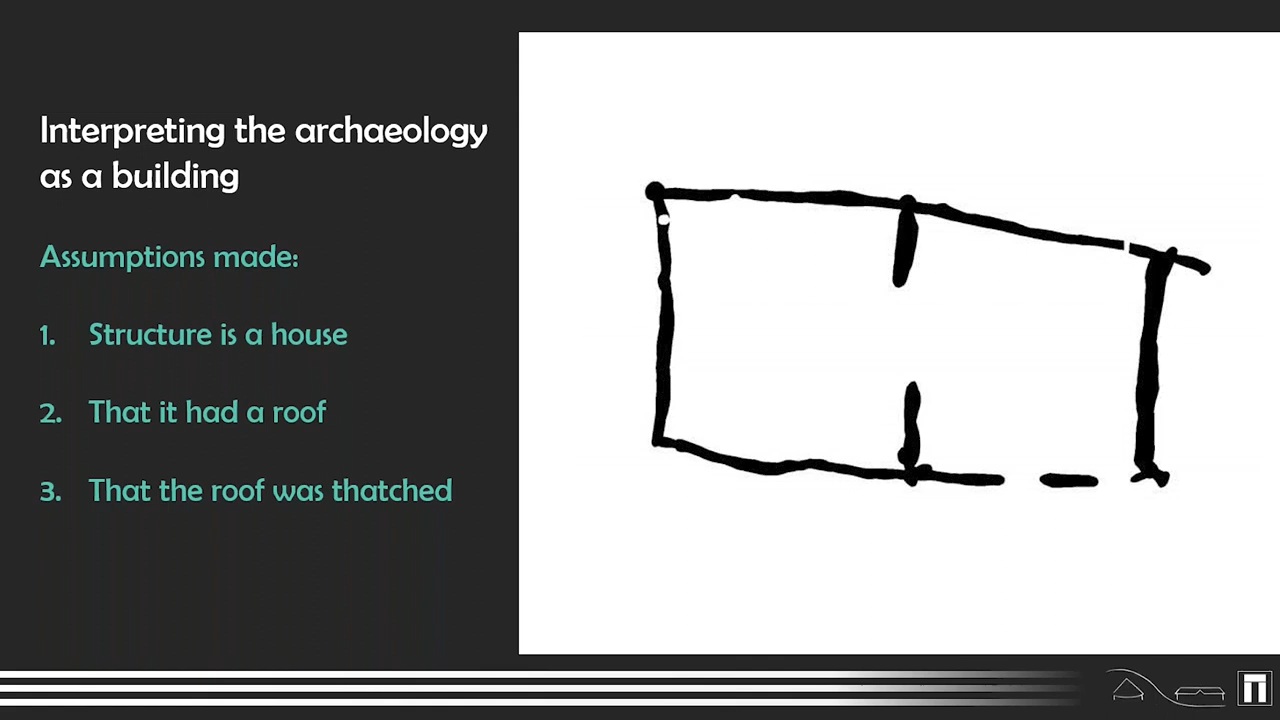 Interpreting the archaeology
as a building
Assumptions made:
1. Structure is a house
2. That it had a roof
3. That the roof was thatched